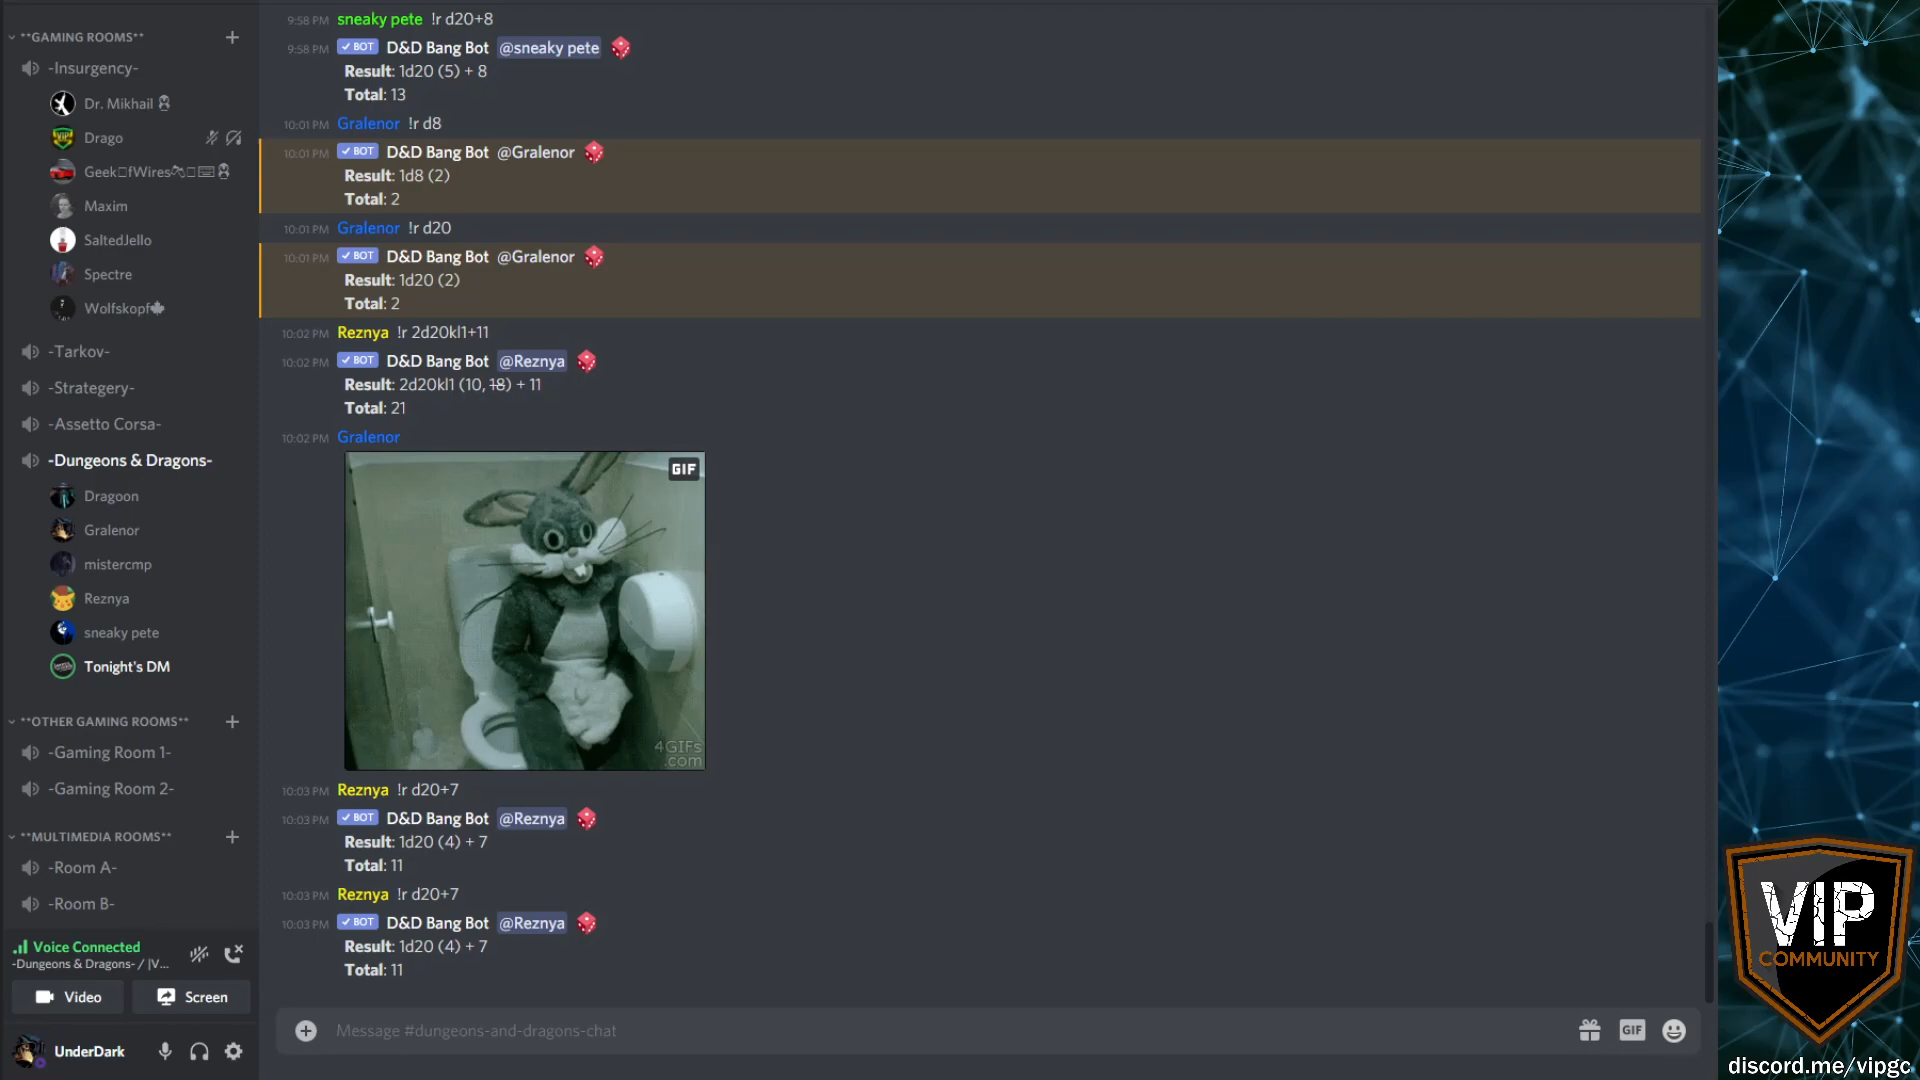 **GAMING ROOMS**
-Insurgency-
Dr. Mikhail
Drago
Maxim
SaltedJello
Spectre
Wolfskopf
-Tarkov-
-Strategery-
-Assetto Corsa-
-Dungeons & Dragons-
Dragoon
Gralenor
mistercmp
Reznya
sneaky pete
Tonight's DM
**OTHER GAMING ROOMS**
-Gaming Room 1-
-Gaming Room 2-
**MULTIMEDIA ROOMS**
-Room A-
-Room B-
Voice Connected
-Dungeons & Dragons- / |V...
Video Screen
UnderDark
9:58 PM sneaky pete !r d20+8
9:58 PM ✓ BOT D&D Bang Bot @sneaky pete
Result: 1d20 (5) + 8
Total: 13
10:01 PM Gralenor !r d8
10:01 PM ✓ BOT D&D Bang Bot @Gralenor
Result: 1d8 (2)
Total: 2
10:01 PM Gralenor !r d20
10:01 PM ✓ BOT D&D Bang Bot @Gralenor
Result: 1d20 (2)
Total: 2
10:02 PM Reznya !r 2d20kl1+11
10:02 PM ✓ BOT D&D Bang Bot @Reznya
Result: 2d20kl1 (10, 18) + 11
Total: 21
10:02 PM Gralenor
GIF
4GIFs
.com
10:03 PM Reznya !r d20+7
10:03 PM ✓ BOT D&D Bang Bot @Reznya
Result: 1d20 (4) + 7
Total: 11
10:03 PM Reznya !r d20+7
10:03 PM ✓ BOT D&D Bang Bot @Reznya
Result: 1d20 (4) + 7
Total: 11
Message #dungeons-and-dragons-chat
GIF
VIP
COMMUNITY
discord.me/vipgc